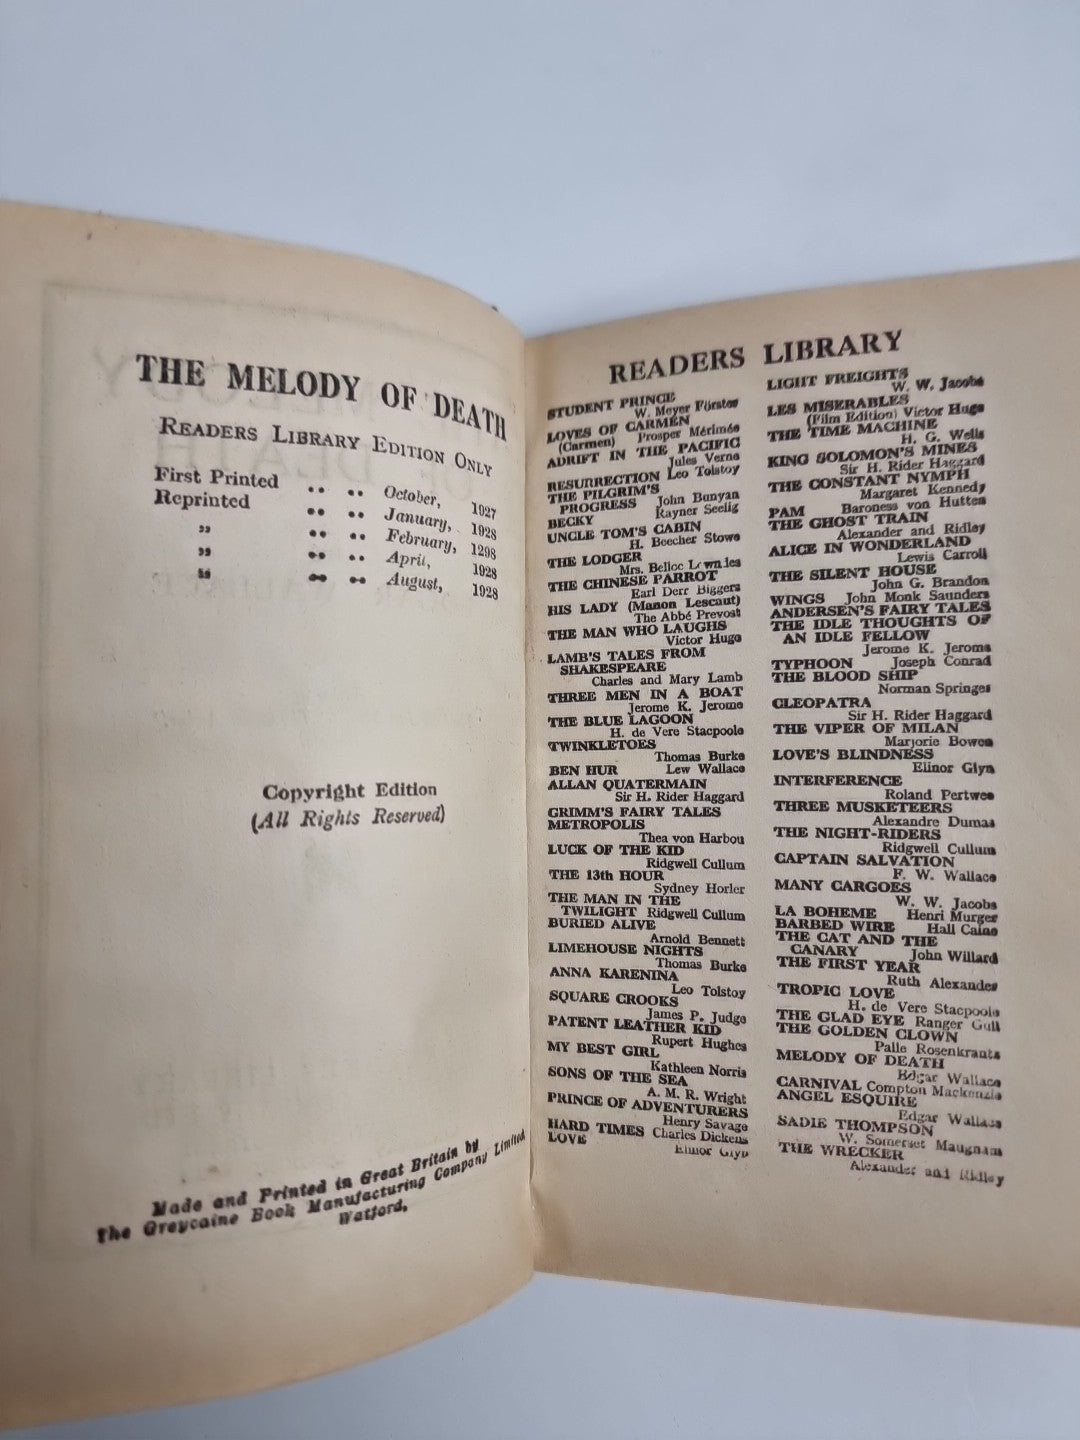 THE MELODY OF DEATH
READERS LIBRARY EDITION ONLY
First Printed .. .. October, 1927
Reprinted .. .. January, 1928
" .. .. February, 1298
" .. .. April, 1928
" .. .. August, 1928
Copyright Edition
(All Rights Reserved)
Made and Printed in Great Britain by
The Greycaine Book Manufacturing Company Limited
Watford.
READERS LIBRARY
STUDENT PRINCE
W. Meyer Förster
LOVES OF CARMEN
(Carmen) Prosper Mérimée
ADRIFT IN THE PACIFIC
Jules Verne
RESURRECTION Leo Tolstoy
THE PILGRIM'S
PROGRESS John Bunyan
BECKY Rayner Seelig
UNCLE TOM'S CABIN
H. Beecher Stowe
THE LODGER
Mrs. Belloc Lowndes
THE CHINESE PARROT
Earl Derr Biggers
HIS LADY (Manon Lescaut)
The Abbé Prevost
THE MAN WHO LAUGHS
Victor Hugo
LAMB'S TALES FROM
SHAKESPEARE
Charles and Mary Lamb
THREE MEN IN A BOAT
Jerome K. Jerome
THE BLUE LAGOON
H. de Vere Stacpoole
TWINKLETOES
Thomas Burke
BEN HUR Lew Wallace
ALLAN QUATERMAIN
Sir H. Rider Haggard
GRIMM'S FAIRY TALES
METROPOLIS
Thea von Harbou
LUCK OF THE KID
Ridgwell Cullum
THE 13th HOUR
Sydney Horler
THE MAN IN THE
TWILIGHT Ridgwell Cullum
BURIED ALIVE
Arnold Bennett
LIMEHOUSE NIGHTS
Thomas Burke
ANNA KARENINA
Leo Tolstoy
SQUARE CROOKS
James P. Judge
PATENT LEATHER KID
Rupert Hughes
MY BEST GIRL
Kathleen Norris
SONS OF THE SEA
A. M. R. Wright
PRINCE OF ADVENTURERS
Henry Savage
HARD TIMES Charles Dickens
LOVE
Elinor Glyn
LIGHT FREIGHTS
W. W. Jacobs
LES MISERABLES
(Film Edition) Victor Hugo
THE TIME MACHINE
H. G. Wells
KING SOLOMON'S MINES
Sir H. Rider Haggard
THE CONSTANT NYMPH
Margaret Kennedy
PAM Baroness von Hutten
THE GHOST TRAIN
Alexander and Ridley
ALICE IN WONDERLAND
Lewis Carroll
THE SILENT HOUSE
John G. Brandon
WINGS John Monk Saunders
ANDERSEN'S FAIRY TALES
THE IDLE THOUGHTS OF
AN IDLE FELLOW
Jerome K. Jerome
TYPHOON Joseph Conrad
THE BLOOD SHIP
Norman Springer
CLEOPATRA
Sir H. Rider Haggard
THE VIPER OF MILAN
Marjorie Bowen
LOVE'S BLINDNESS
Elinor Glyn
INTERFERENCE
Roland Pertwee
THREE MUSKETEERS
Alexandre Dumas
THE NIGHT-RIDERS
Ridgwell Cullum
CAPTAIN SALVATION
F. W. Wallace
MANY CARGOES
W. W. Jacobs
LA BOHEME Henri Murger
BARBED WIRE Hall Caine
THE CAT AND THE
CANARY John Willard
THE FIRST YEAR
Ruth Alexander
TROPIC LOVE
H. de Vere Stacpoole
THE GLAD EYE Ranger Gull
THE GOLDEN CLOWN
Palle Rosenkrantz
MELODY OF DEATH
Edgar Wallace
CARNIVAL Compton Mackenzie
ANGEL ESQUIRE
Edgar Wallace
SADIE THOMPSON
W. Somerset Maugham
THE WRECKER
Alexander and Ridley